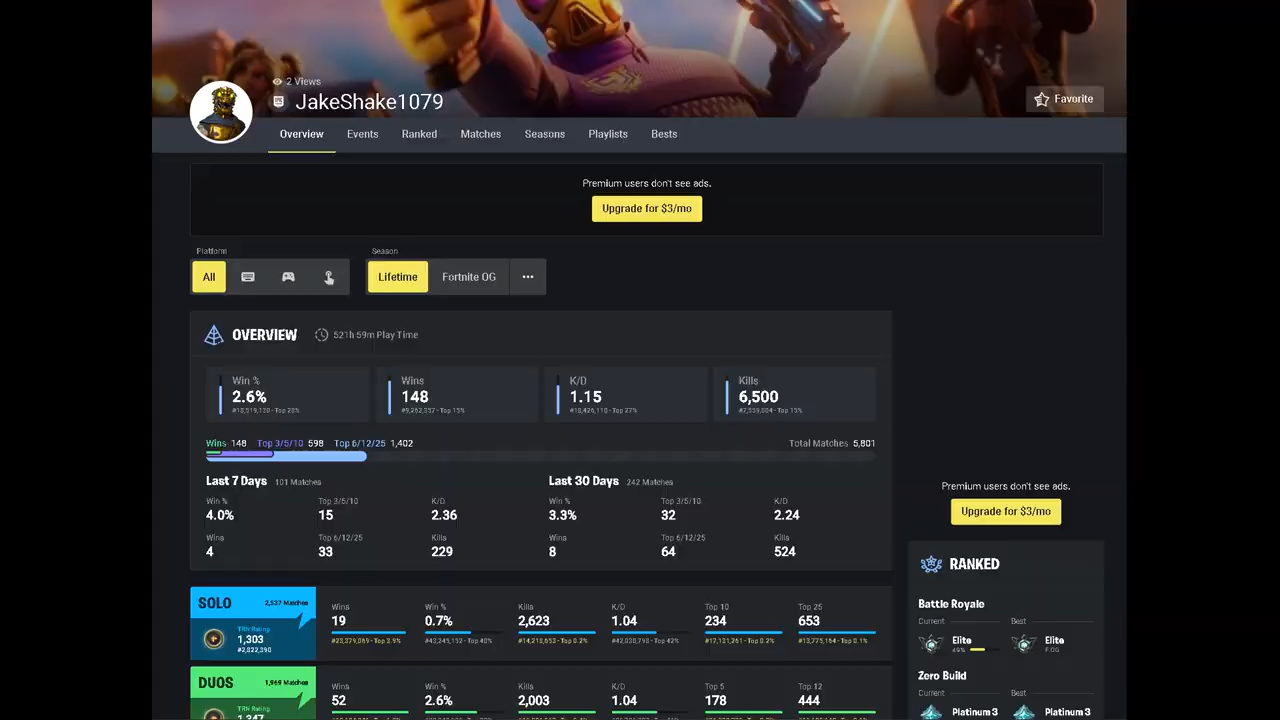 2 Views
JakeShake1079
Favorite
Overview Events Ranked Matches Seasons Playlists Bests
Premium users don't see ads.
Upgrade for $3/mo
Platform Season
All Lifetime Fortnite OG
OVERVIEW 521h 59m Play Time
Win % Wins K/D Kills
2.6% 148 1.15 6,500
Wins 148 Top 3/5/10 598 Top 6/12/25 1,402 Total Matches 5,801
Last 7 Days 101 Matches Last 30 Days 242 Matches
Win % Top 3/5/10 K/D Win % Top 3/5/10 K/D
4.0% 15 2.36 3.3% 32 2.24
Wins Top 6/12/25 Kills Wins Top 6/12/25 Kills
4 33 229 8 64 524
Premium users don't see ads.
Upgrade for $3/mo
SOLO Matches
Wins Win % Kills K/D Top 10 Top 25
TRN Rating
1,303 19 0.7% 2,623 1.04 234 653
DUOS 1,969 Matches
Wins Win % Kills K/D Top 5 Top 12
TRN Rating
52 2.6% 2,003 1.04 178 444
RANKED
Battle Royale
Current Best
Elite Elite
49%
Zero Build
Current Best
Platinum 3 Platinum 3